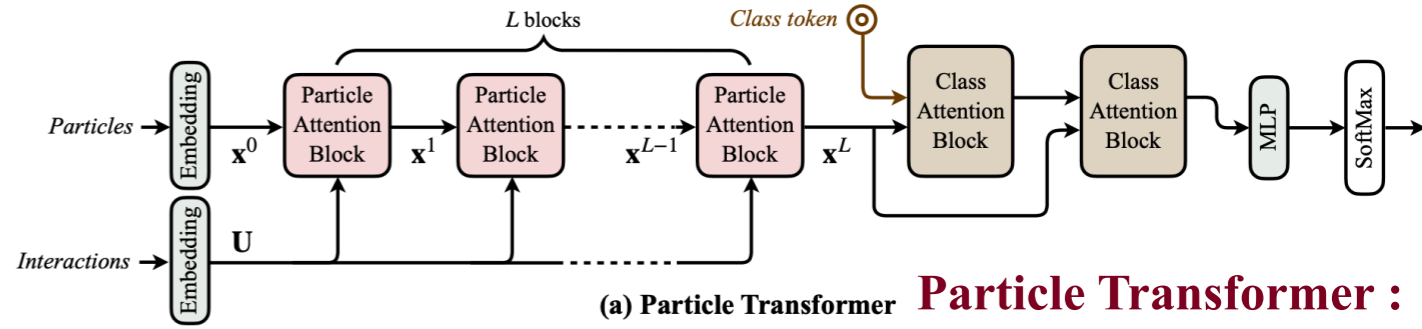 L blocks
Class token
Particles
Embedding
x⁰
Particle
Attention
Block
x¹
Particle
Attention
Block
xᴸ⁻¹
Particle
Attention
Block
xᴸ
Class
Attention
Block
Class
Attention
Block
MLP
SoftMax
Interactions
Embedding
U
(a) Particle Transformer
Particle Transformer :